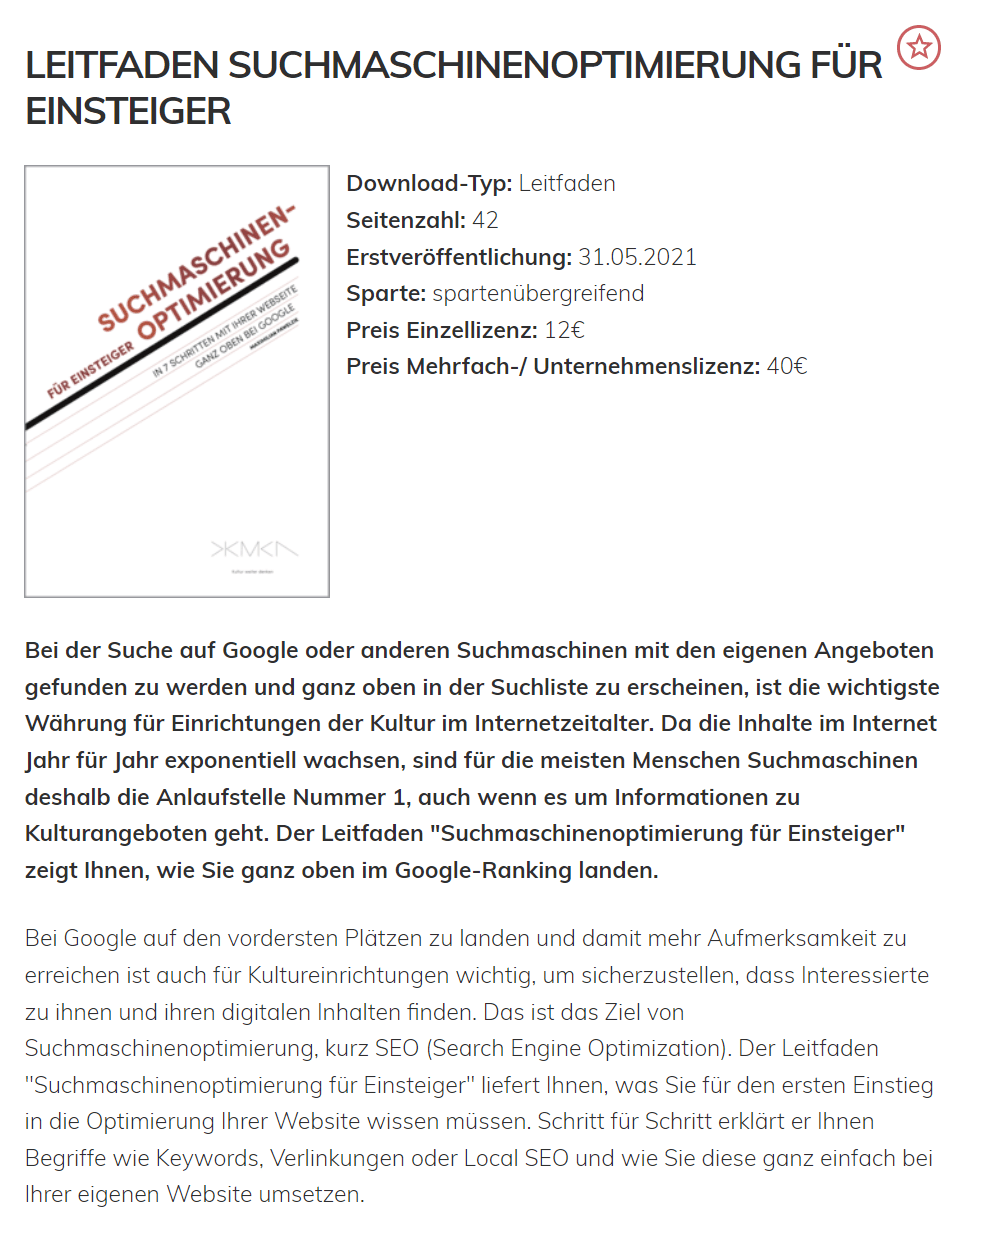 LEITFADEN SUCHMASCHINENOPTIMIERUNG FÜR
EINSTEIGER
SUCHMASCHINEN-
OPTIMIERUNG
FÜR EINSTEIGER
IN 7 SCHRITTEN MIT IHRER WEBSEITE
GANZ OBEN BEI GOOGLE
Download-Typ: Leitfaden
Seitenzahl: 42
Erstveröffentlichung: 31.05.2021
Sparte: spartenübergreifend
Preis Einzellizenz: 12€
Preis Mehrfach-/ Unternehmenslizenz: 40€
Bei der Suche auf Google oder anderen Suchmaschinen mit den eigenen Angeboten
gefunden zu werden und ganz oben in der Suchliste zu erscheinen, ist die wichtigste
Währung für Einrichtungen der Kultur im Internetzeitalter. Da die Inhalte im Internet
Jahr für Jahr exponentiell wachsen, sind für die meisten Menschen Suchmaschinen
deshalb die Anlaufstelle Nummer 1, auch wenn es um Informationen zu
Kulturangeboten geht. Der Leitfaden "Suchmaschinenoptimierung für Einsteiger"
zeigt Ihnen, wie Sie ganz oben im Google-Ranking landen.
Bei Google auf den vordersten Plätzen zu landen und damit mehr Aufmerksamkeit zu
erreichen ist auch für Kultureinrichtungen wichtig, um sicherzustellen, dass Interessierte
zu ihnen und ihren digitalen Inhalten finden. Das ist das Ziel von
Suchmaschinenoptimierung, kurz SEO (Search Engine Optimization). Der Leitfaden
"Suchmaschinenoptimierung für Einsteiger" liefert Ihnen, was Sie für den ersten Einstieg
in die Optimierung Ihrer Website wissen müssen. Schritt für Schritt erklärt er Ihnen
Begriffe wie Keywords, Verlinkungen oder Local SEO und wie Sie diese ganz einfach bei
Ihrer eigenen Website umsetzen.